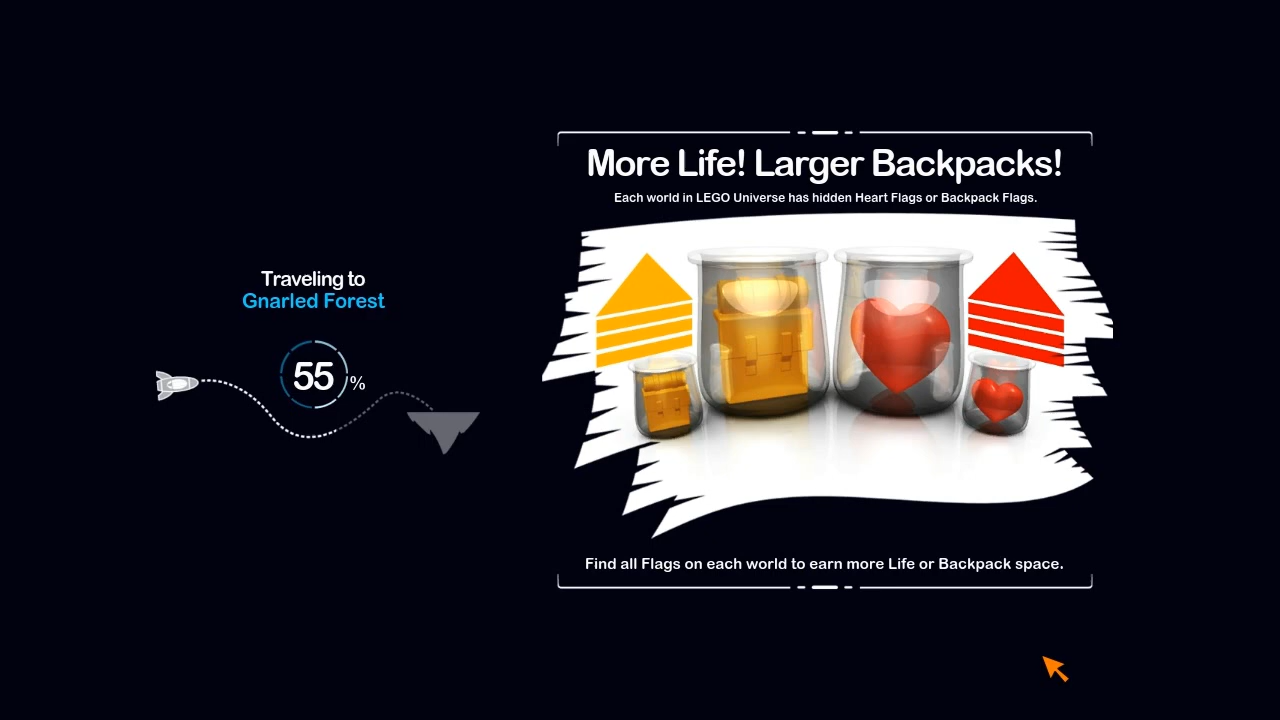 More Life! Larger Backpacks!
Each world in LEGO Universe has hidden Heart Flags or Backpack Flags.
Traveling to
Gnarled Forest
55 %
Find all Flags on each world to earn more Life or Backpack space.